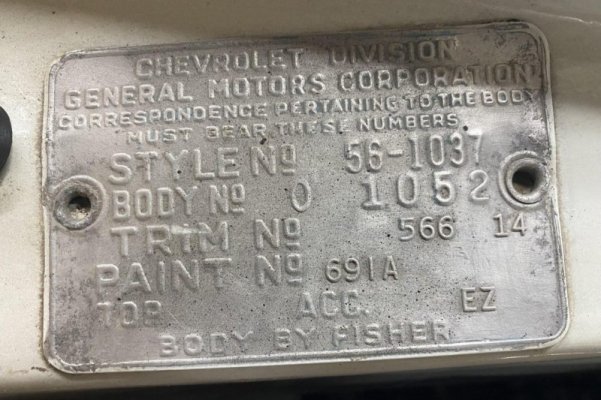 CHEVROLET DIVISION
GENERAL MOTORS CORPORATION
CORRESPONDENCE PERTAINING TO THE BODY
MUST BEAR THESE NUMBERS
STYLE Nº 56-1037
BODY Nº O 1052
TRIM Nº 566 14
PAINT Nº 691A
TOP ACC. EZ
BODY BY FISHER